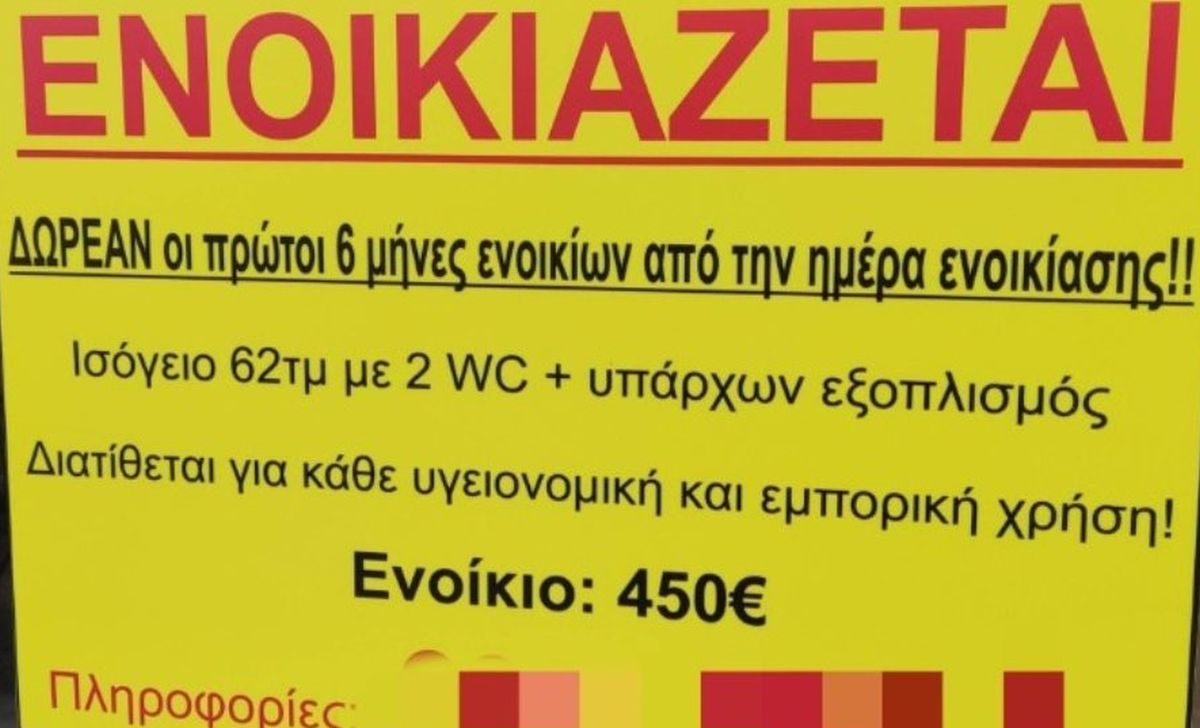 ΕΝΟΙΚΙΑΖΕΤΑΙ
ΔΩΡΕΑΝ οι πρώτοι 6 μήνες ενοικίων από την ημέρα ενοικίασης!!
Ισόγειο 62τμ με 2 WC + υπάρχων εξοπλισμός
Διατίθεται για κάθε υγειονομική και εμπορική χρήση!
Ενοίκιο: 450€
Πληροφορίες: